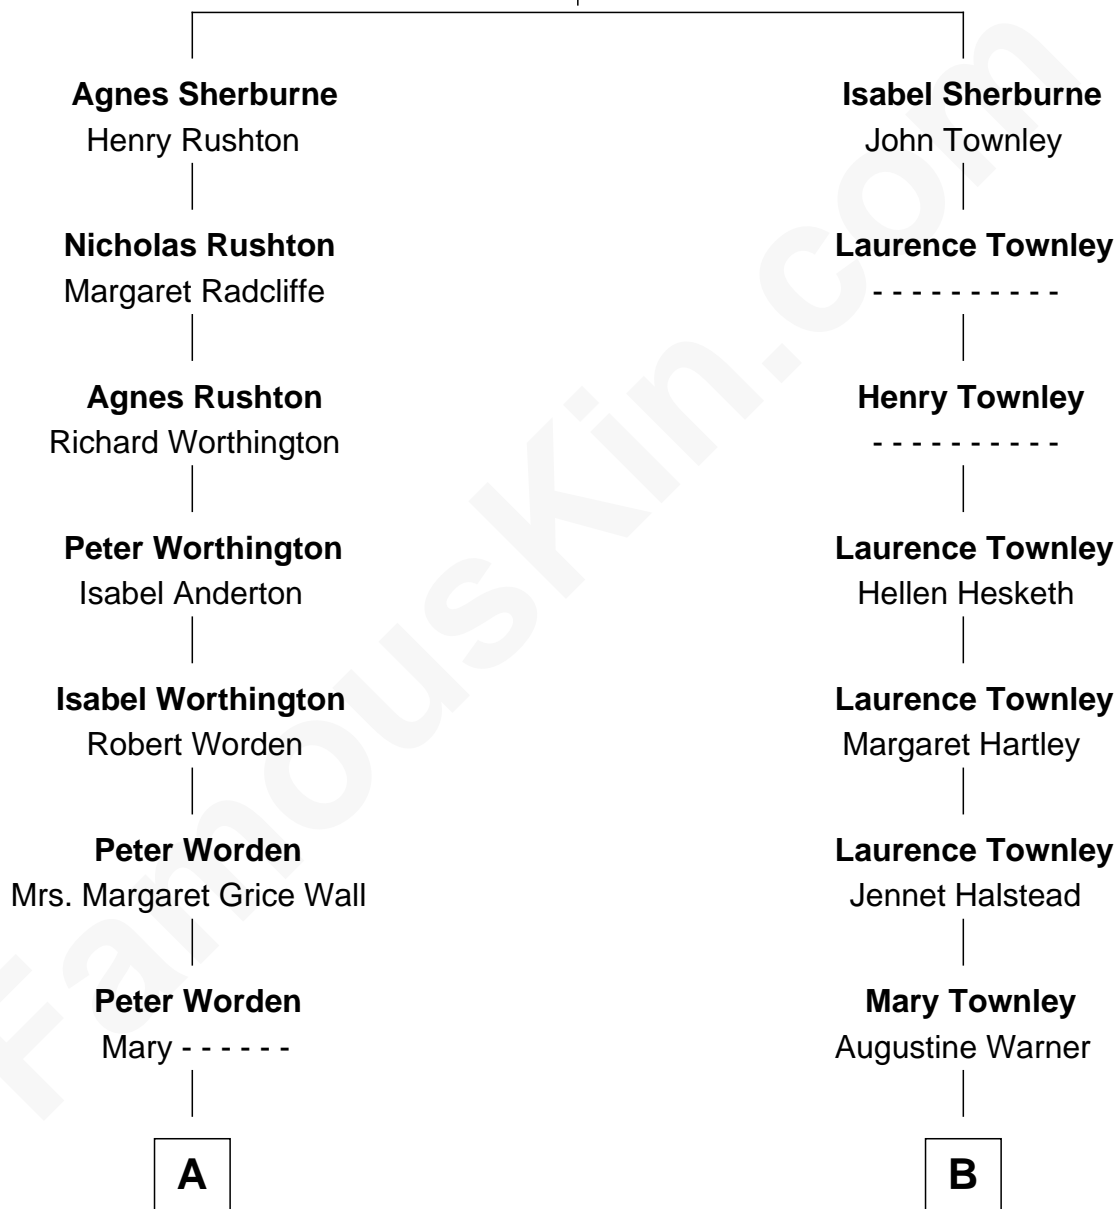 Agnes Sherburne
Henry Rushton
Isabel Sherburne
John Townley
Nicholas Rushton
Margaret Radcliffe
Laurence Townley
- - - - - - - - - -
Agnes Rushton
Richard Worthington
Henry Townley
- - - - - - - - - -
Peter Worthington
Isabel Anderton
Laurence Townley
Hellen Hesketh
Isabel Worthington
Robert Worden
Laurence Townley
Margaret Hartley
Peter Worden
Mrs. Margaret Grice Wall
Laurence Townley
Jennet Halstead
Peter Worden
Mary - - - - - -
Mary Townley
Augustine Warner
A
B
FamousKin.com